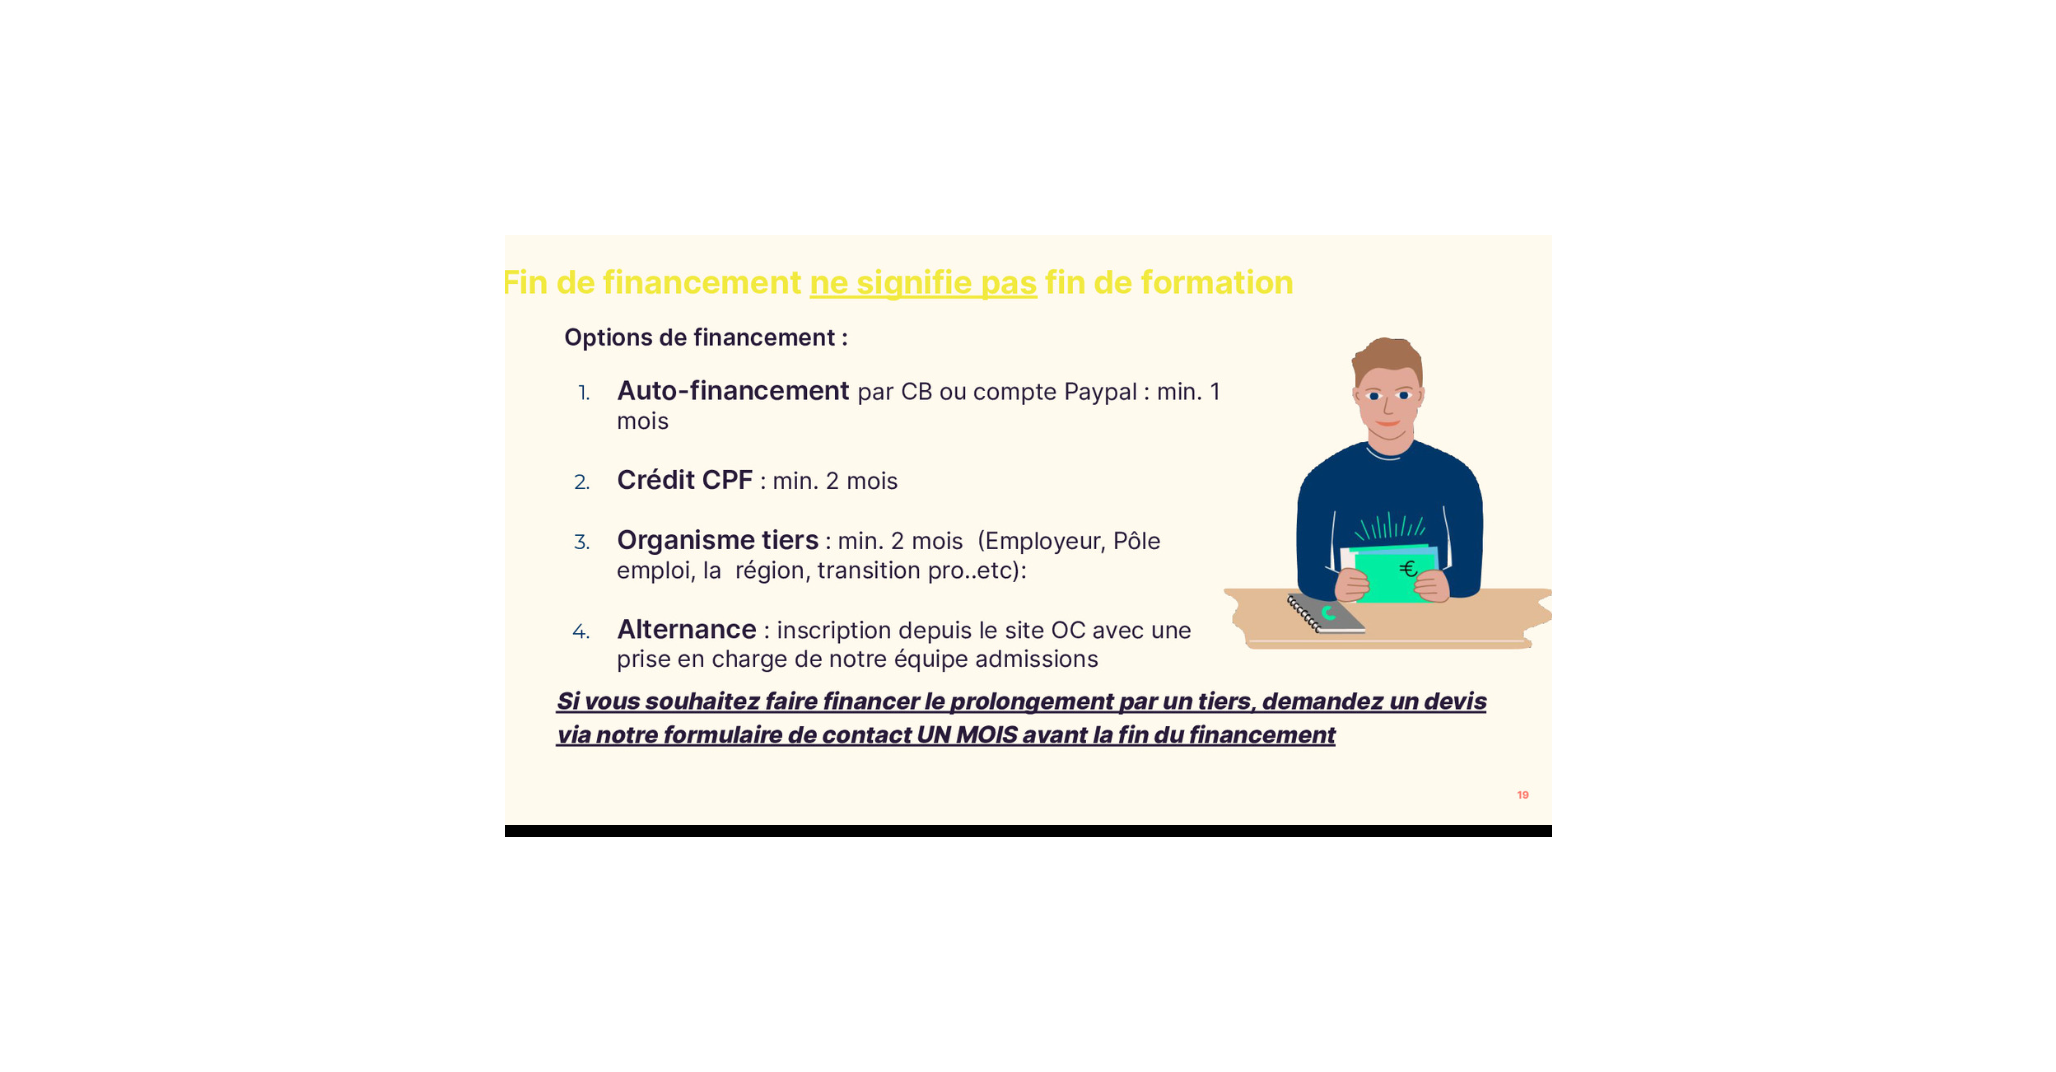 Fin de financement ne signifie pas fin de formation
Options de financement :
1. Auto-financement par CB ou compte Paypal : min. 1
mois
2. Crédit CPF : min. 2 mois
3. Organisme tiers : min. 2 mois  (Employeur, Pôle
emploi, la  région, transition pro..etc):
4. Alternance : inscription depuis le site OC avec une
prise en charge de notre équipe admissions
€
Si vous souhaitez faire financer le prolongement par un tiers, demandez un devis
via notre formulaire de contact UN MOIS avant la fin du financement
19